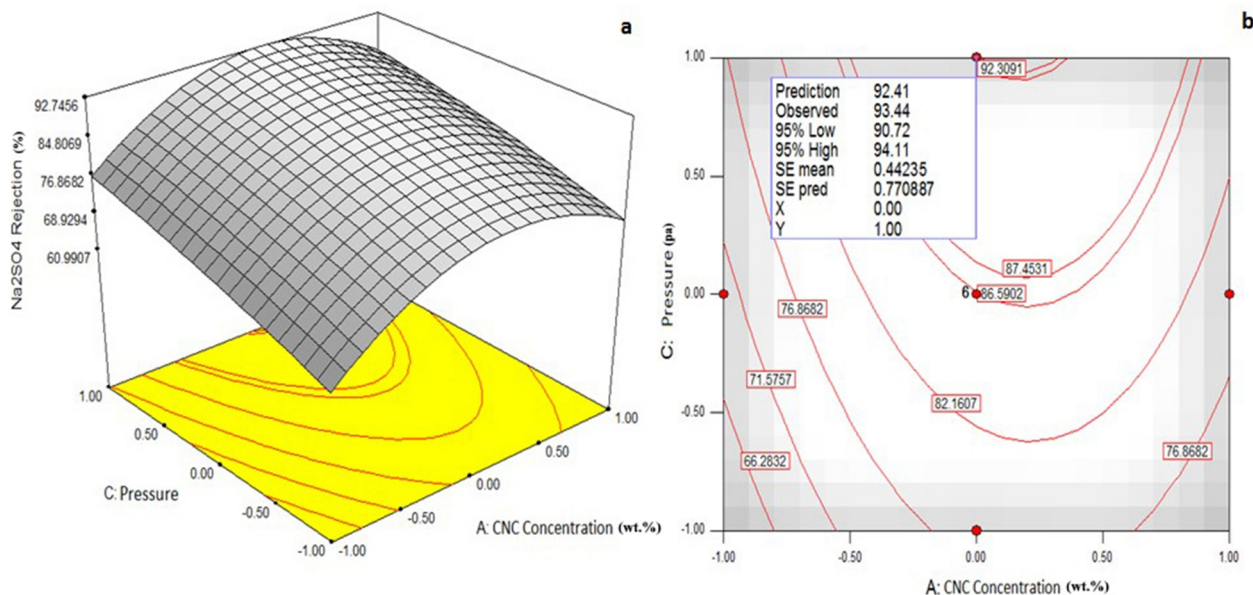 a
92.7456
84.8069
76.8682
68.9294
60.9907
Na2SO4 Rejection (%)
1.00
0.50
0.00
-0.50
-1.00
C: Pressure
-1.00
-0.50
0.00
0.50
1.00
A: CNC Concentration (wt.%)
b
1.00
0.50
0.00
-0.50
-1.00
C: Pressure (pa)
92.3091
Prediction 92.41
Observed 93.44
95% Low 90.72
95% High 94.11
SE mean 0.44235
SE pred 0.770887
X 0.00
Y 1.00
87.4531
6
86.5902
76.8682
71.5757
82.1607
66.2832
76.8682
-1.00
-0.50
0.00
0.50
1.00
A: CNC Concentration (wt.%)